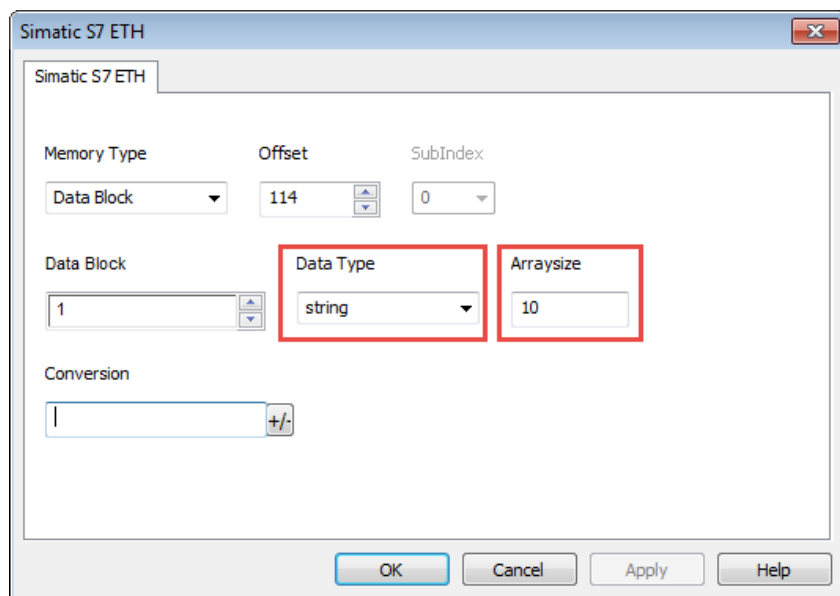 Simatic S7 ETH
Simatic S7 ETH
Memory Type Offset SubIndex
Data Block 114 0
Data Block Data Type Arraysize
1 string 10
Conversion
+/-
OK Cancel Apply Help